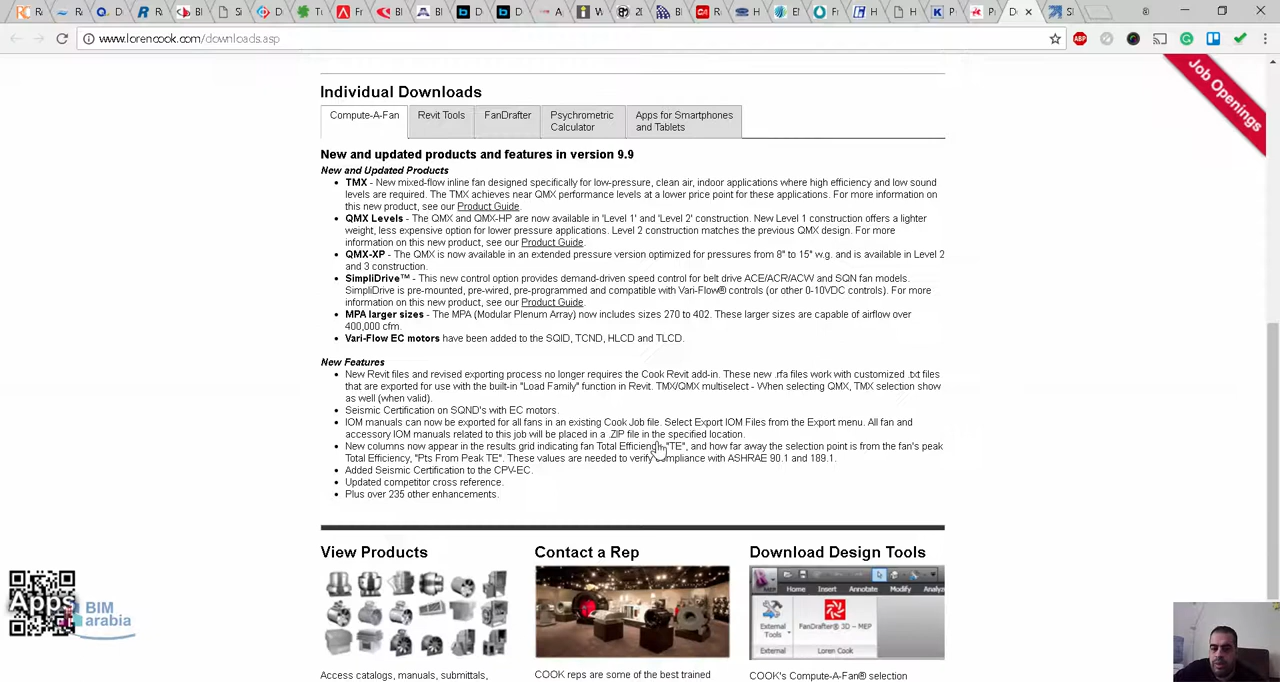 www.lorencook.com/downloads.asp
Job Openings
Individual Downloads
Compute-A-Fan
Revit Tools
FanDrafter
Psychrometric
Calculator
Apps for Smartphones
and Tablets
New and updated products and features in version 9.9
New and Updated Products
TMX - New mixed-flow inline fan designed specifically for low-pressure, clean air, indoor applications where high efficiency and low sound
levels are required. The TMX achieves near QMX performance levels at a lower price point for these applications. For more information on
this new product, see our Product Guide.
QMX Levels - The QMX and QMX-HP are now available in 'Level 1' and 'Level 2' construction. New Level 1 construction offers a lighter
weight, less expensive option for lower pressure applications. Level 2 construction matches the previous QMX design. For more
information on this new product, see our Product Guide.
QMX-XP - The QMX is now available in an extended pressure version optimized for pressures from 8" to 15" w.g. and is available in Level 2
and 3 construction.
SimpliDrive™ - This new control option provides demand-driven speed control for belt drive ACE/ACR/ACW and SQN fan models.
SimpliDrive is pre-mounted, pre-wired, pre-programmed and compatible with Vari-Flow® controls (or other 0-10VDC controls). For more
information on this new product, see our Product Guide.
MPA larger sizes - The MPA (Modular Plenum Array) now includes sizes 270 to 402. These larger sizes are capable of airflow over
400,000 cfm.
Vari-Flow EC motors have been added to the SQID, TCND, HLCD and TLCD.
New Features
New Revit files and revised exporting process no longer requires the Cook Revit add-in. These new .rfa files work with customized .txt files
that are exported for use with the built-in "Load Family" function in Revit. TMX/QMX multiselect - When selecting QMX, TMX selection show
as well (when valid).
Seismic Certification on SQND's with EC motors.
IOM manuals can now be exported for all fans in an existing Cook Job file. Select Export IOM Files from the Export menu. All fan and
accessory IOM manuals related to this job will be placed in a .ZIP file in the specified location.
New columns now appear in the results grid indicating fan Total Efficiency, "TE", and how far away the selection point is from the fan's peak
Total Efficiency, "Pts From Peak TE". These values are needed to verify compliance with ASHRAE 90.1 and 189.1.
Added Seismic Certification to the CPV-EC.
Updated competitor cross reference.
Plus over 235 other enhancements.
View Products
Contact a Rep
Download Design Tools
Home Insert Annotate Modify
External
Tools
FanDrafter® 3D – MEP
External
Loren Cook
Apps
BIM
arabia
Access catalogs, manuals, submittals,
COOK reps are some of the best trained
COOK's Compute-A-Fan® selection